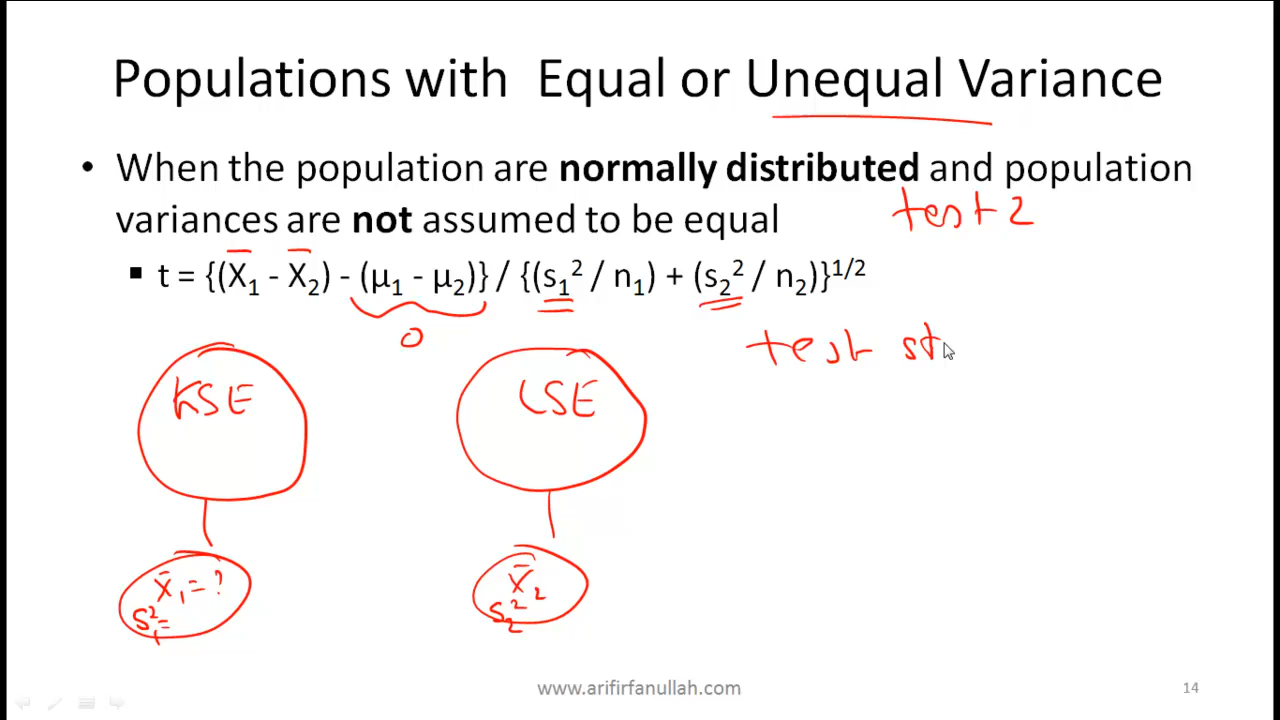 Populations with Equal or Unequal Variance
• When the population are normally distributed and population
variances are not assumed to be equal
test 2
▪ t = {(X̄₁ - X̄₂) - (μ₁ - μ₂)} / {(s₁² / n₁) + (s₂² / n₂)}¹/²
0
test st
KSE
LSE
X̄₁ = ?
S₁² =
X̄₂
S₂²
www.arifirfanullah.com
14